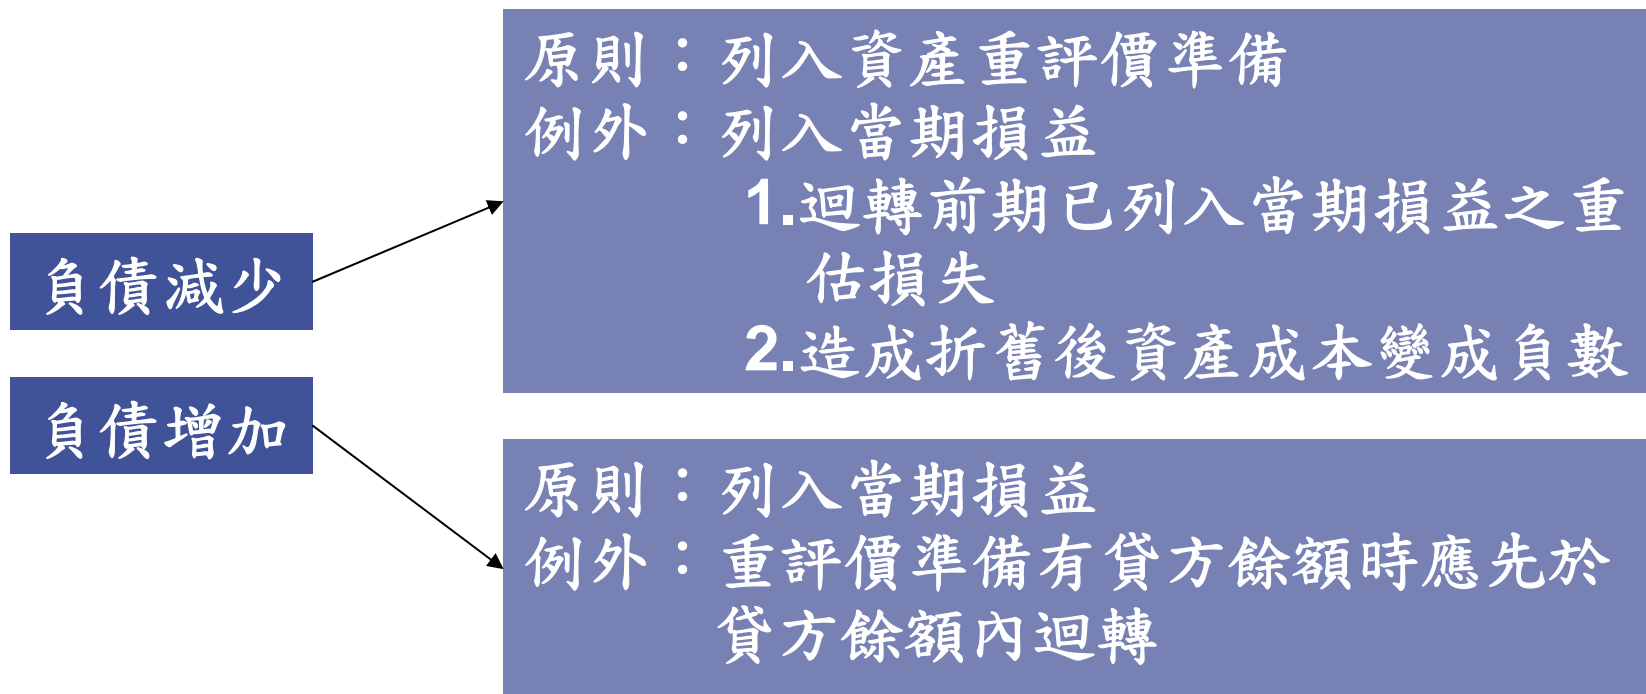 負債減少
原則：列入資產重評價準備
例外：列入當期損益
1.迴轉前期已列入當期損益之重
估損失
2.造成折舊後資產成本變成負數
負債增加
原則：列入當期損益
例外：重評價準備有貸方餘額時應先於
貸方餘額內迴轉